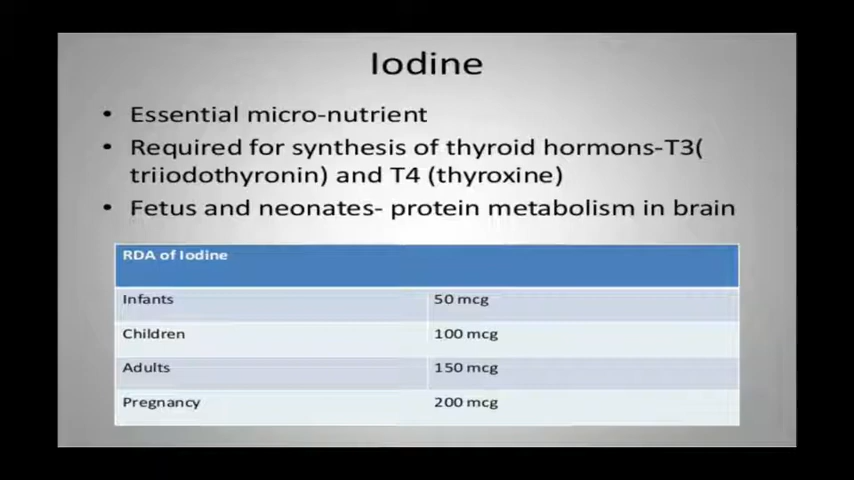 Iodine
• Essential micro-nutrient
• Required for synthesis of thyroid hormons-T3(
triiodothyronin) and T4 (thyroxine)
• Fetus and neonates- protein metabolism in brain
RDA of Iodine
Infants 50 mcg
Children 100 mcg
Adults 150 mcg
Pregnancy 200 mcg